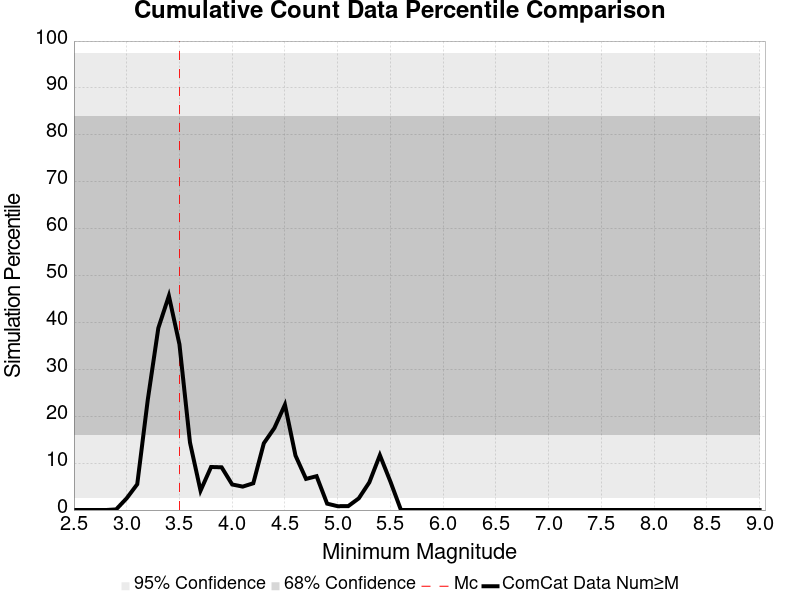 Cumulative Count Data Percentile Comparison
100
90
80
70
60
50
40
30
20
10
0
Simulation Percentile
2.5 3.0 3.5 4.0 4.5 5.0 5.5 6.0 6.5 7.0 7.5 8.0 8.5 9.0
Minimum Magnitude
95% Confidence 68% Confidence Mc ComCat Data Num≥M